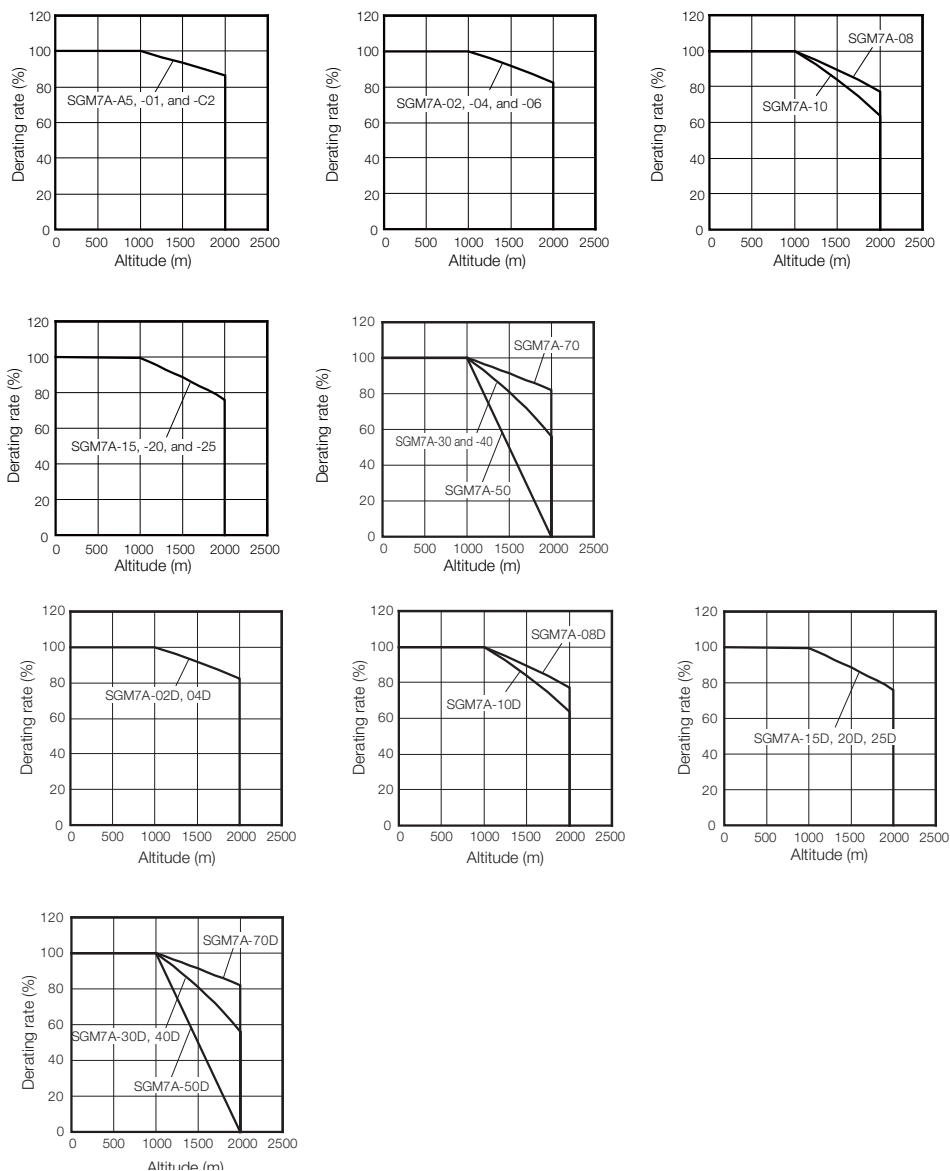 120
100
80
60
40
20
0
Derating rate (%)
SGM7A-A5, -01, and -C2
0 500 1000 1500 2000 2500
Altitude (m)
120
100
80
60
40
20
0
Derating rate (%)
SGM7A-02, -04, and -06
0 500 1000 1500 2000 2500
Altitude (m)
120
100
80
60
40
20
0
Derating rate (%)
SGM7A-08
SGM7A-10
0 500 1000 1500 2000 2500
Altitude (m)
120
100
80
60
40
20
0
Derating rate (%)
SGM7A-15, -20, and -25
0 500 1000 1500 2000 2500
Altitude (m)
120
100
80
60
40
20
0
Derating rate (%)
SGM7A-70
SGM7A-30 and -40
SGM7A-50
0 500 1000 1500 2000 2500
Altitude (m)
120
100
80
60
40
20
0
Derating rate (%)
SGM7A-02D, 04D
0 500 1000 1500 2000 2500
Altitude (m)
120
100
80
60
40
20
0
Derating rate (%)
SGM7A-08D
SGM7A-10D
0 500 1000 1500 2000 2500
Altitude (m)
120
100
80
60
40
20
0
Derating rate (%)
SGM7A-15D, 20D, 25D
0 500 1000 1500 2000 2500
Altitude (m)
120
100
80
60
40
20
0
Derating rate (%)
SGM7A-70D
SGM7A-30D, 40D
SGM7A-50D
0 500 1000 1500 2000 2500
Altitude (m)